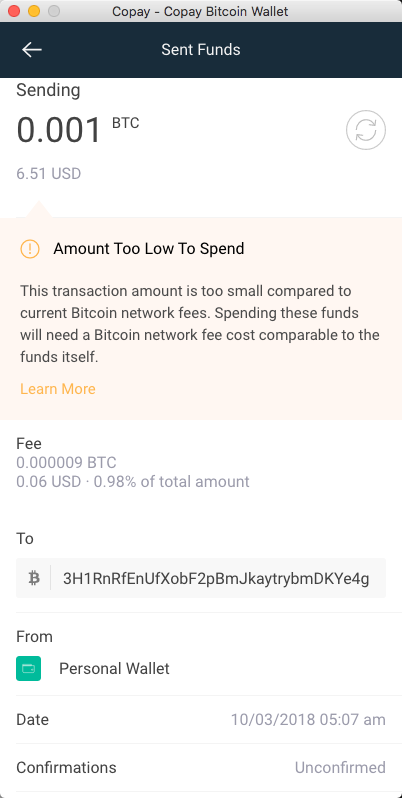 Copay - Copay Bitcoin Wallet
Sent Funds
Sending
0.001 BTC
6.51 USD
Amount Too Low To Spend
This transaction amount is too small compared to
current Bitcoin network fees. Spending these funds
will need a Bitcoin network fee cost comparable to the
funds itself.
Learn More
Fee
0.000009 BTC
0.06 USD · 0.98% of total amount
To
3H1RnRfEnUfXobF2pBmJkaytrybmDKYe4g
From
Personal Wallet
Date 10/03/2018 05:07 am
Confirmations Unconfirmed